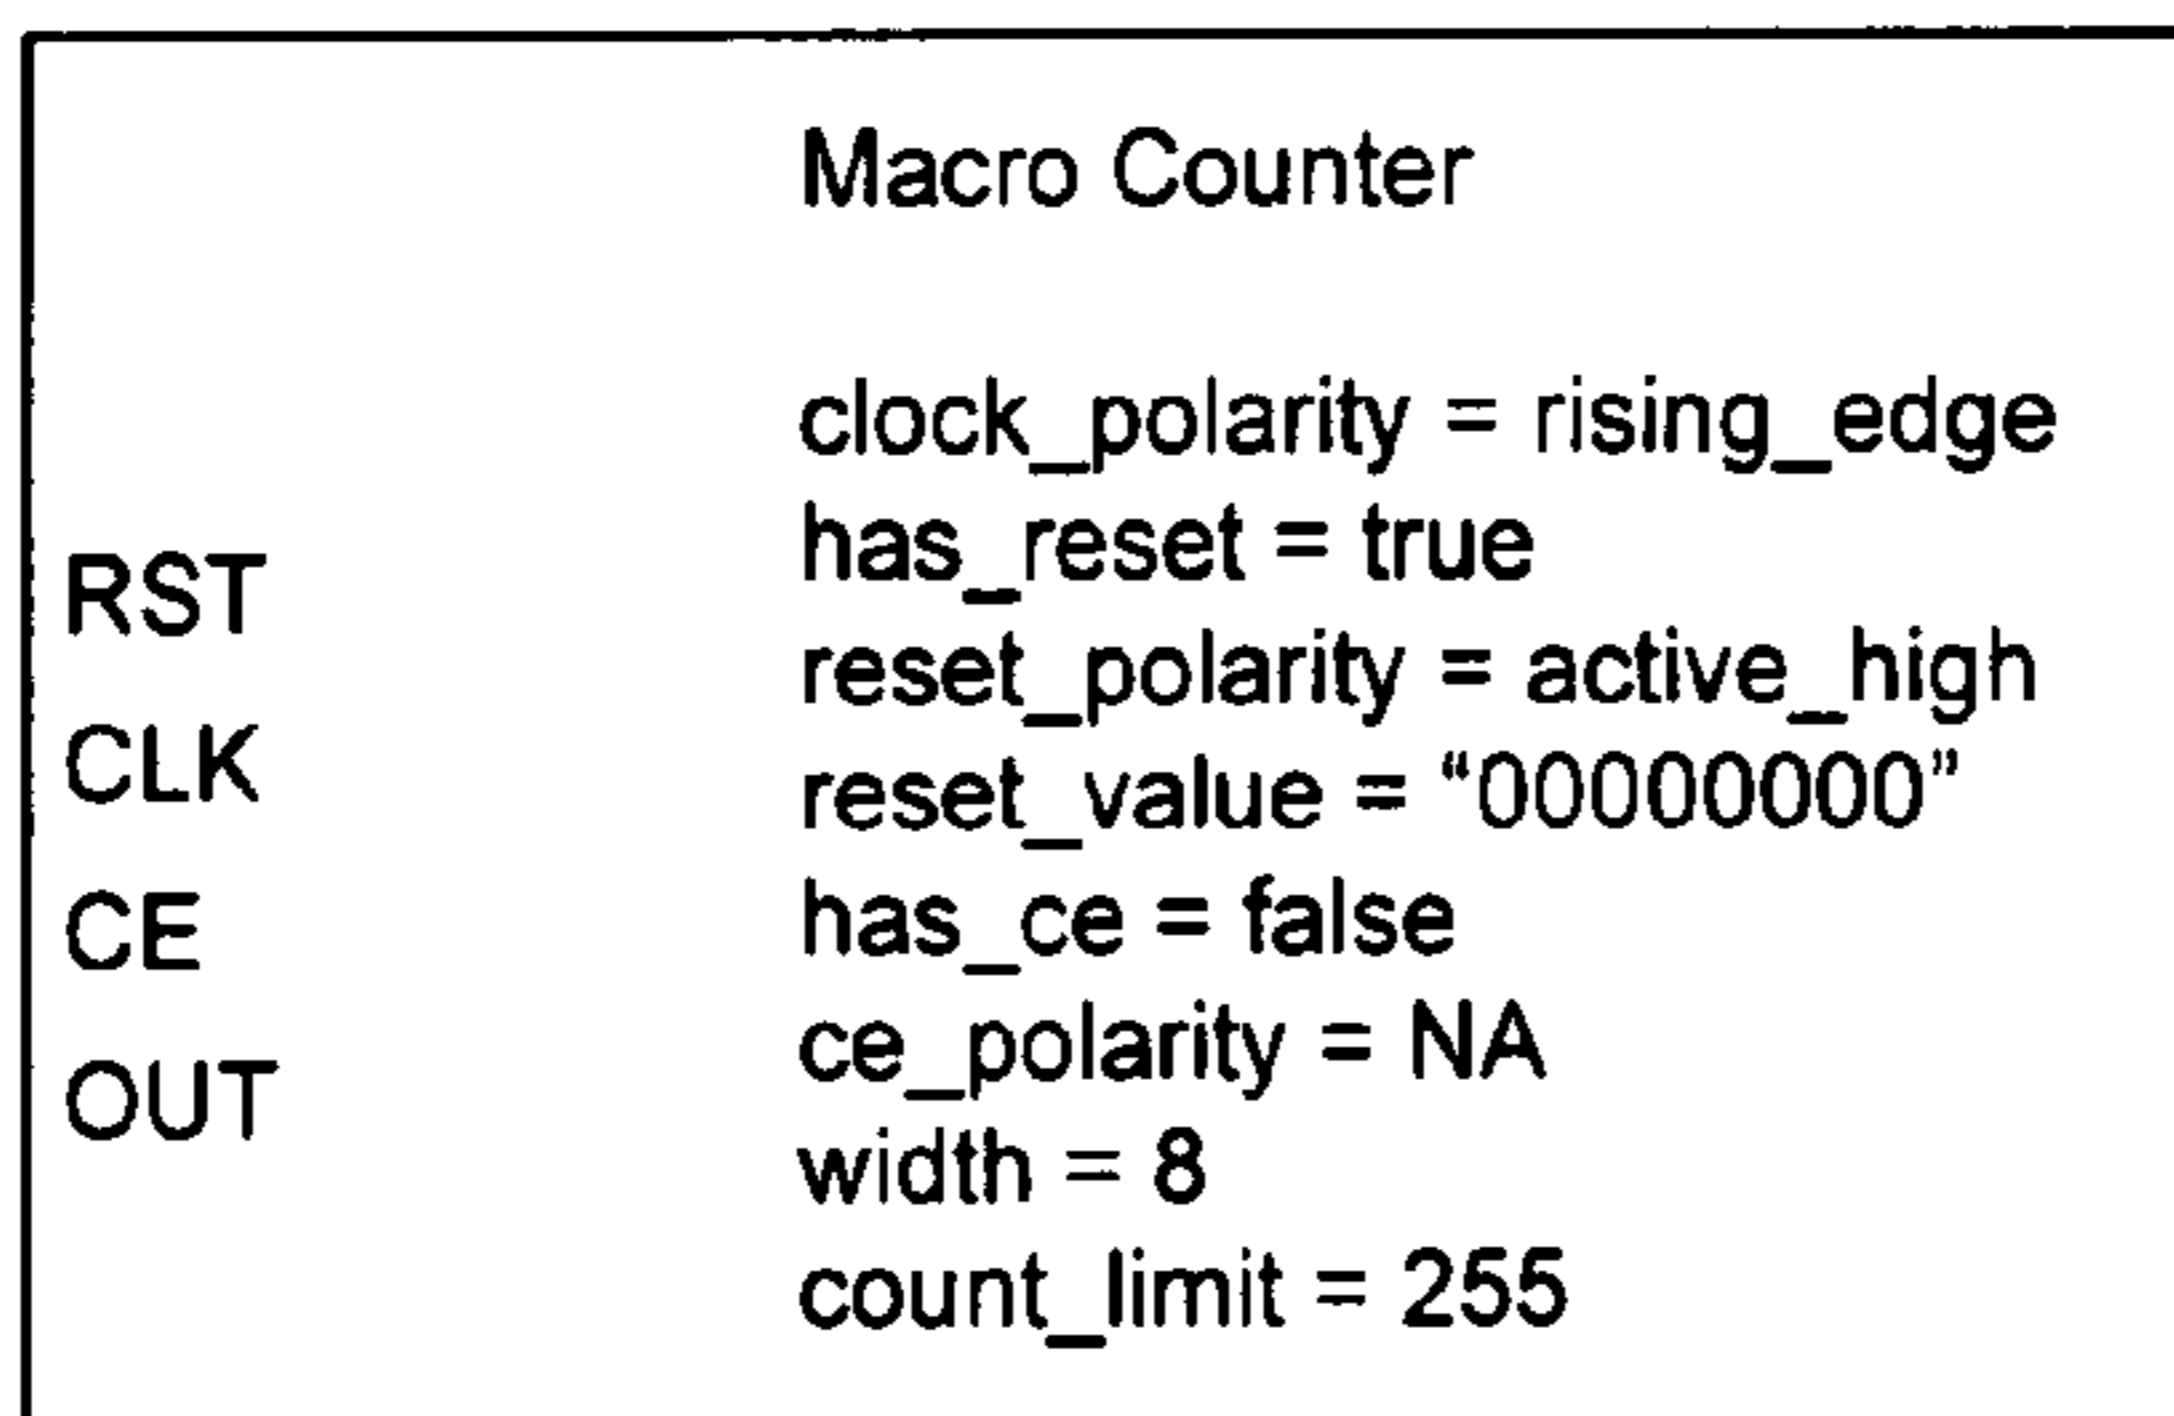 Macro Counter
clock_polarity = rising_edge
has_reset = true
RST
reset_polarity = active_high
CLK
reset_value = “00000000”
has_ce = false
CE
ce_polarity = NA
OUT
width = 8
count_limit = 255